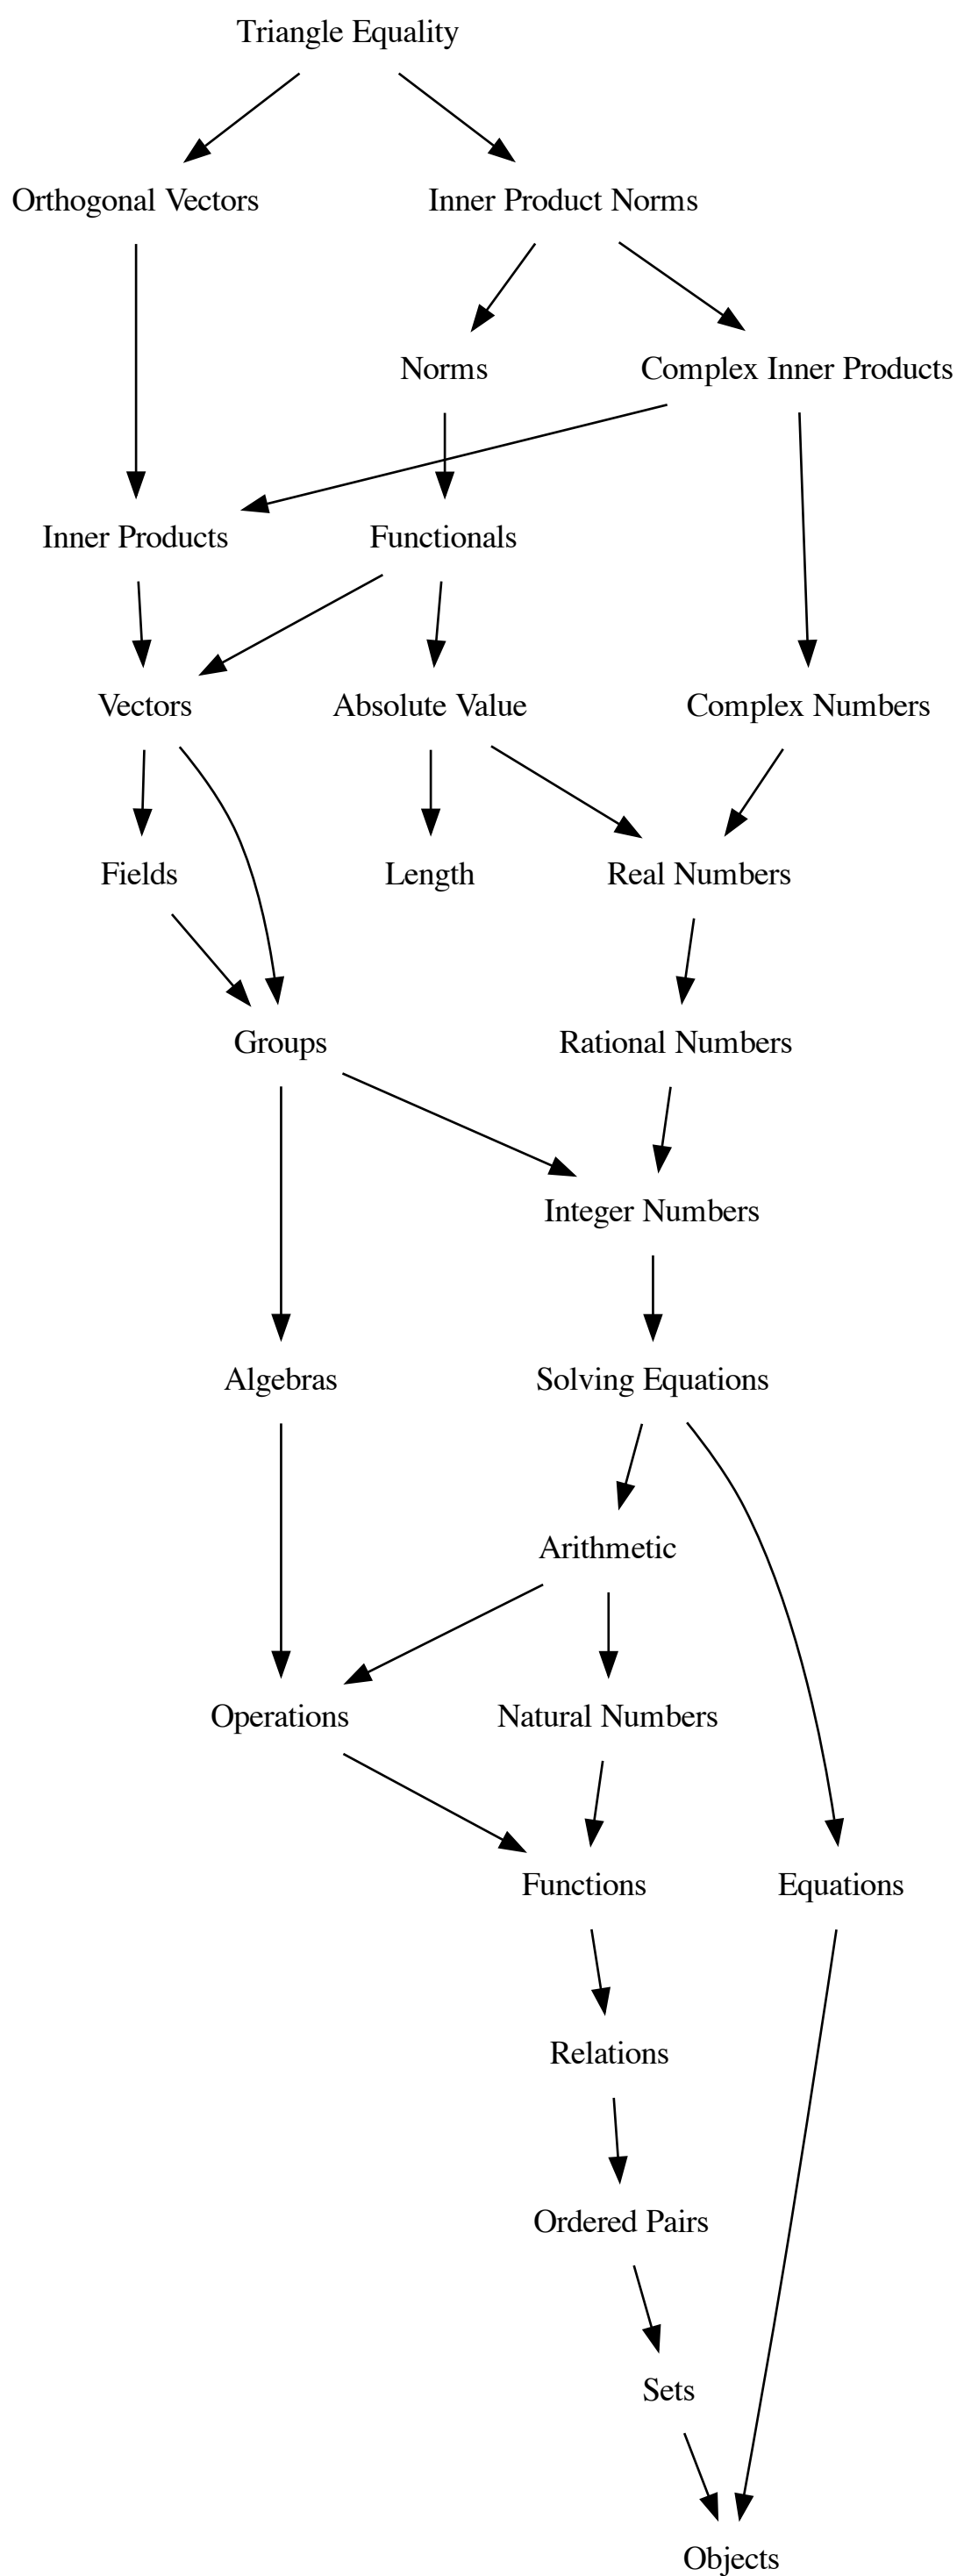 Triangle Equality
Orthogonal Vectors
Inner Product Norms
Norms
Complex Inner Products
Inner Products
Functionals
Vectors
Absolute Value
Complex Numbers
Fields
Length
Real Numbers
Groups
Rational Numbers
Integer Numbers
Algebras
Solving Equations
Arithmetic
Operations
Natural Numbers
Functions
Equations
Relations
Ordered Pairs
Sets
Objects